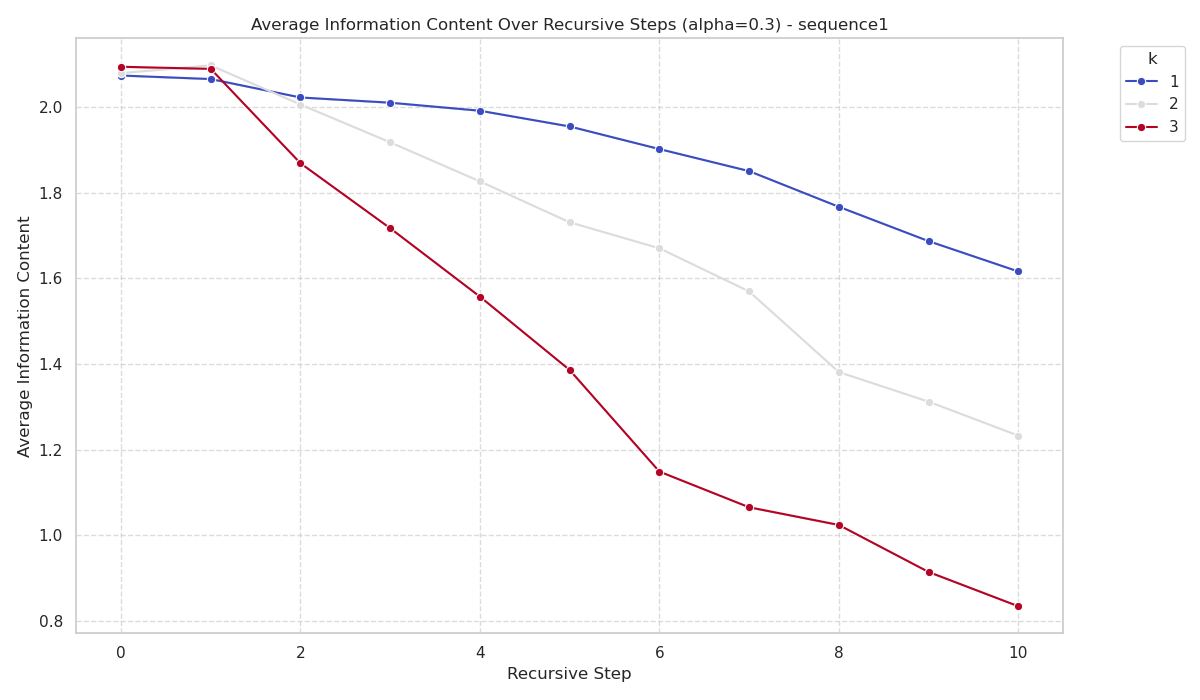 Average Information Content Over Recursive Steps (alpha=0.3) - sequence1
k
1
2
3
2.0
1.8
1.6
1.4
1.2
1.0
0.8
Average Information Content
0 2 4 6 8 10
Recursive Step